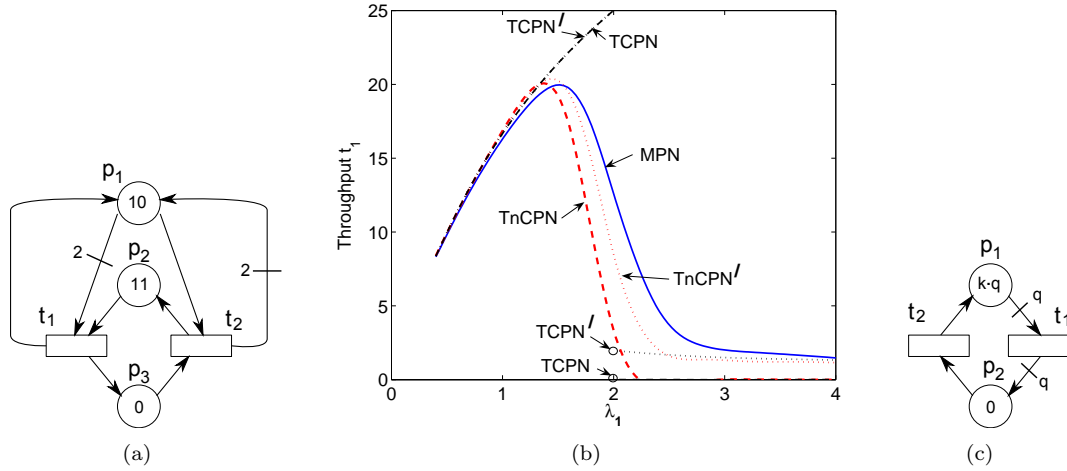 p1
10
2
p2
11
2
t1
t2
p3
0
(a)
25
20
15
10
5
0
Throughput t1
TCPN′
TCPN
MPN
TnCPN
TnCPN′
TCPN′
TCPN
0
1
2
3
4
λ1
(b)
p1
k·q
q
t2
t1
p2
q
0
(c)